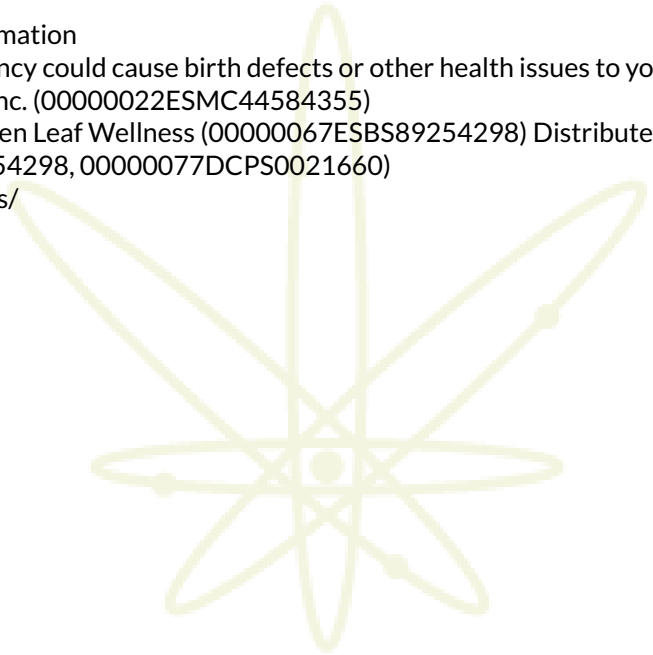 mation
ncy could cause birth defects or other health issues to yo
nc. (00000022ESMC44584355)
en Leaf Wellness (00000067ESBS89254298) Distribute
54298, 00000077DCPS0021660)
s/